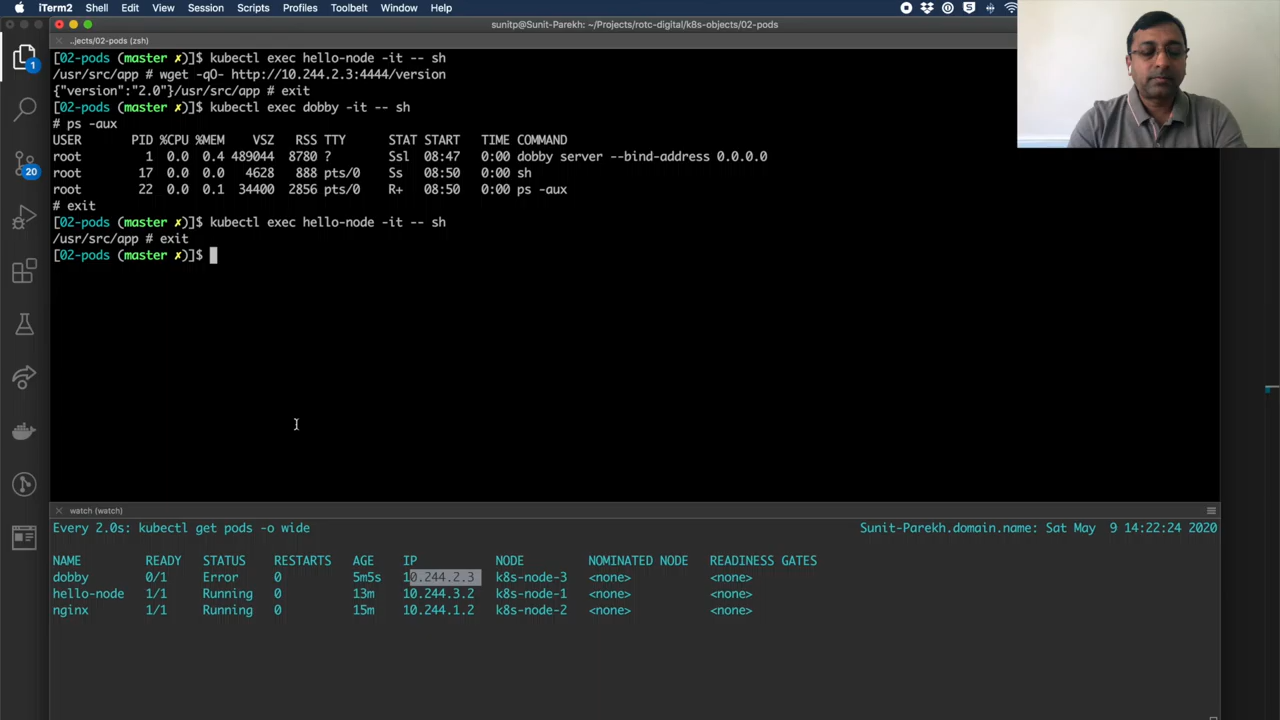 iTerm2 Shell Edit View Session Scripts Profiles Toolbelt Window Help
sunitp@Sunit-Parekh: ~/Projects/rotc-digital/k8s-objects/02-pods
..jects/02-pods (zsh)
[02-pods (master ✗)]$ kubectl exec hello-node -it -- sh
/usr/src/app # wget -qO- http://10.244.2.3:4444/version
{"version":"2.0"}/usr/src/app # exit
[02-pods (master ✗)]$ kubectl exec dobby -it -- sh
# ps -aux
USER PID %CPU %MEM VSZ RSS TTY STAT START TIME COMMAND
root 1 0.0 0.4 489044 8780 ? Ssl 08:47 0:00 dobby server --bind-address 0.0.0.0
root 17 0.0 0.0 4628 888 pts/0 Ss 08:50 0:00 sh
root 22 0.0 0.1 34400 2856 pts/0 R+ 08:50 0:00 ps -aux
# exit
[02-pods (master ✗)]$ kubectl exec hello-node -it -- sh
/usr/src/app # exit
[02-pods (master ✗)]$
1
20
watch (watch)
Every 2.0s: kubectl get pods -o wide Sunit-Parekh.domain.name: Sat May 9 14:22:24 2020
NAME READY STATUS RESTARTS AGE IP NODE NOMINATED NODE READINESS GATES
dobby 0/1 Error 0 5m5s 10.244.2.3 k8s-node-3 <none> <none>
hello-node 1/1 Running 0 13m 10.244.3.2 k8s-node-1 <none> <none>
nginx 1/1 Running 0 15m 10.244.1.2 k8s-node-2 <none> <none>